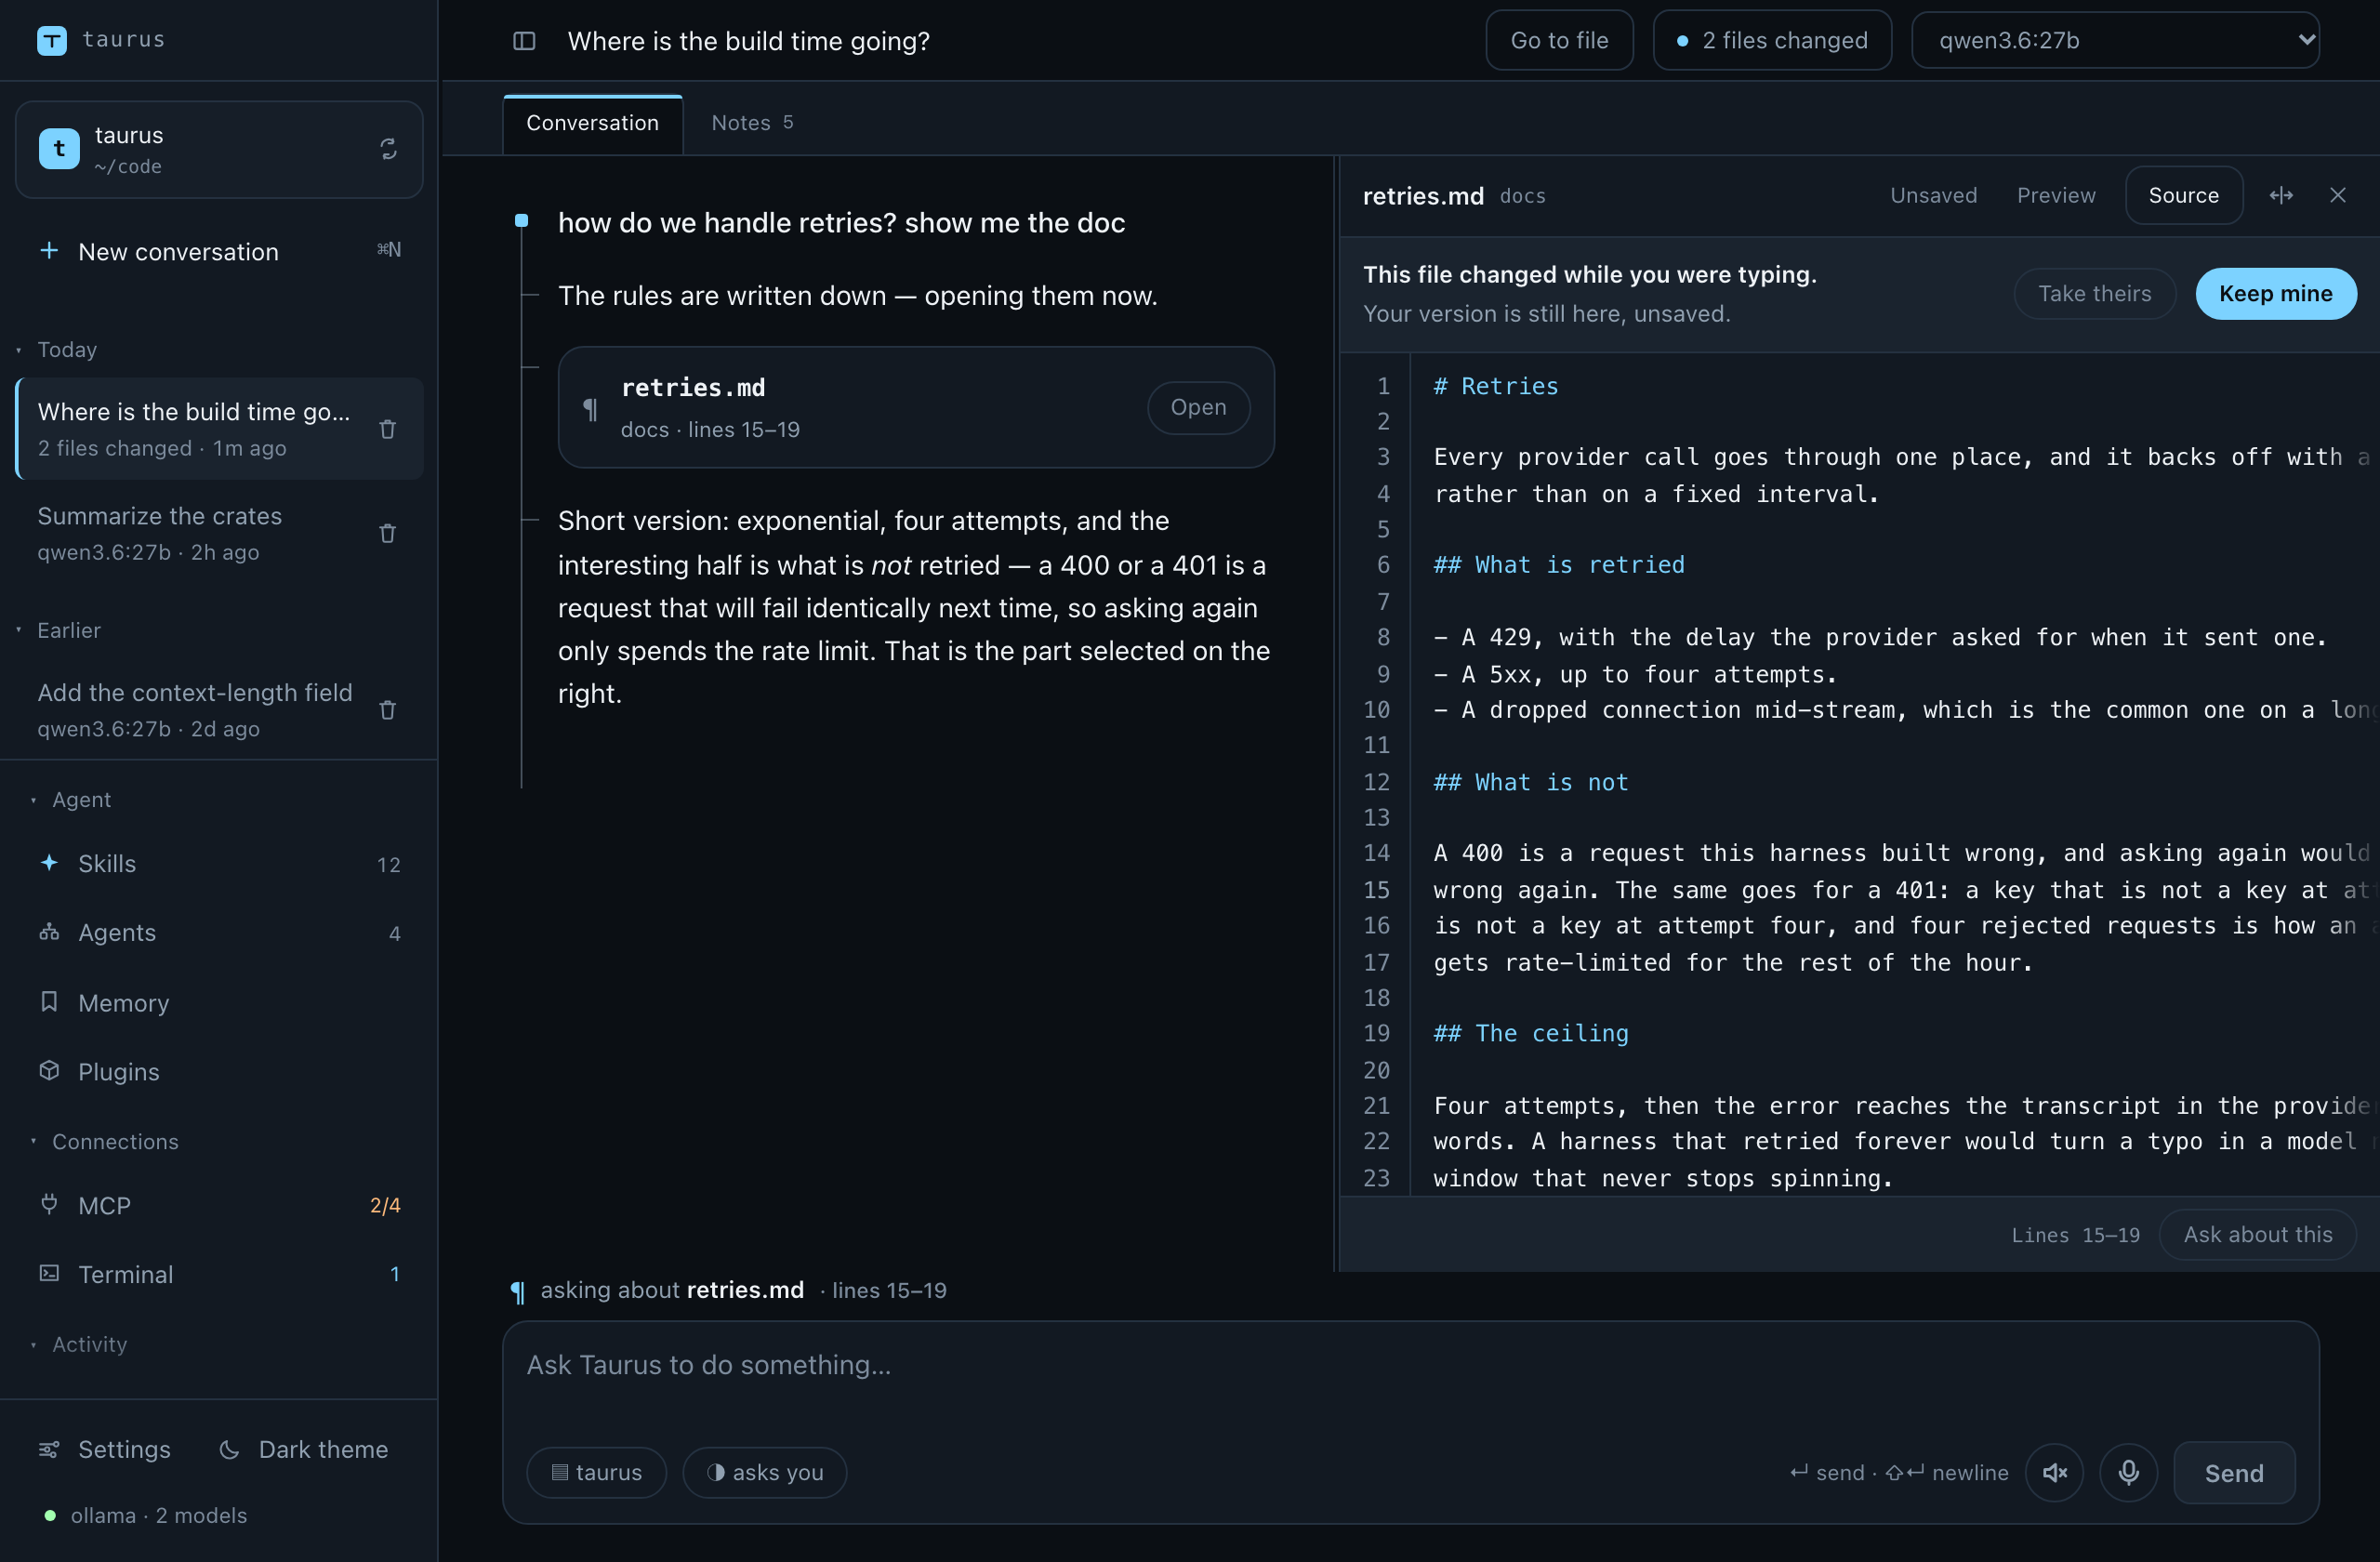 taurus
t
taurus
~/code
New conversation ⌘N
Today
Where is the build time go...
2 files changed · 1m ago
Summarize the crates
qwen3.6:27b · 2h ago
Earlier
Add the context-length field
qwen3.6:27b · 2d ago
Agent
Skills 12
Agents 4
Memory
Plugins
Connections
MCP 2/4
Terminal 1
Activity
Settings Dark theme
ollama · 2 models
Where is the build time going?
Go to file
2 files changed
qwen3.6:27b
Conversation
Notes 5
how do we handle retries? show me the doc
The rules are written down — opening them now.
¶ retries.md
docs · lines 15–19
Open
Short version: exponential, four attempts, and the
interesting half is what is not retried — a 400 or a 401 is a
request that will fail identically next time, so asking again
only spends the rate limit. That is the part selected on the
right.
retries.md docs
Unsaved Preview Source
This file changed while you were typing.
Your version is still here, unsaved.
Take theirs
Keep mine
1 # Retries
2
3 Every provider call goes through one place, and it backs off with a
4 rather than on a fixed interval.
5
6 ## What is retried
7
8 - A 429, with the delay the provider asked for when it sent one.
9 - A 5xx, up to four attempts.
10 - A dropped connection mid-stream, which is the common one on a long
11
12 ## What is not
13
14 A 400 is a request this harness built wrong, and asking again would
15 wrong again. The same goes for a 401: a key that is not a key at
16 is not a key at attempt four, and four rejected requests is how an
17 gets rate-limited for the rest of the hour.
18
19 ## The ceiling
20
21 Four attempts, then the error reaches the transcript in the
22 words. A harness that retried forever would turn a typo in a model
23 window that never stops spinning.
Lines 15–19 Ask about this
¶ asking about retries.md · lines 15–19
Ask Taurus to do something...
taurus
asks you
↵ send · ⇧↵ newline
Send